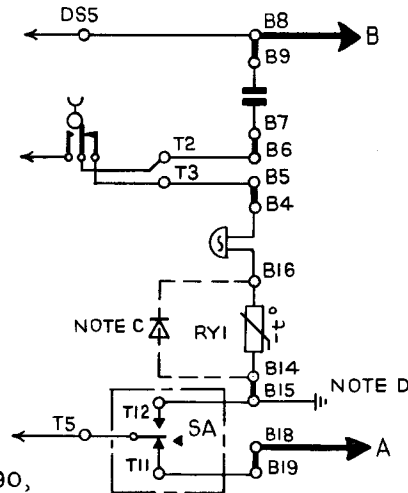 DS5
B8
B
B9
B7
T2
B6
T3
B5
B4
B16
NOTE C
RY1
-t°
B14
B15
NOTE D
T12
SA
T5
B18
A
T11
B19
90,